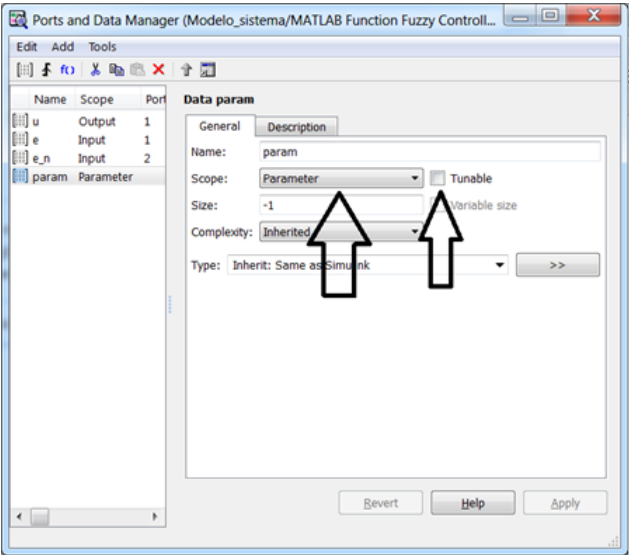 Ports and Data Manager (Modelo_sistema/MATLAB Function Fuzzy Controll...
Edit Add Tools
Name Scope Port
u Output 1
e Input 1
e_n Input 2
param Parameter
Data param
General Description
Name: param
Scope: Parameter Tunable
Size: -1 Variable size
Complexity: Inherited
Type: Inherit: Same as Simulink >>
Revert Help Apply